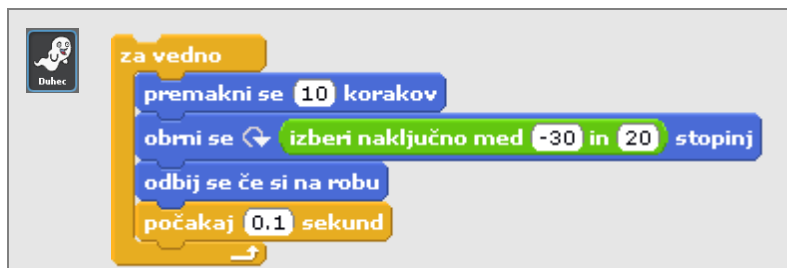 Duhec
za vedno
premakni se 10 korakov
obrni se izberi naključno med -30 in 20 stopinj
odbij se če si na robu
počakaj 0.1 sekund